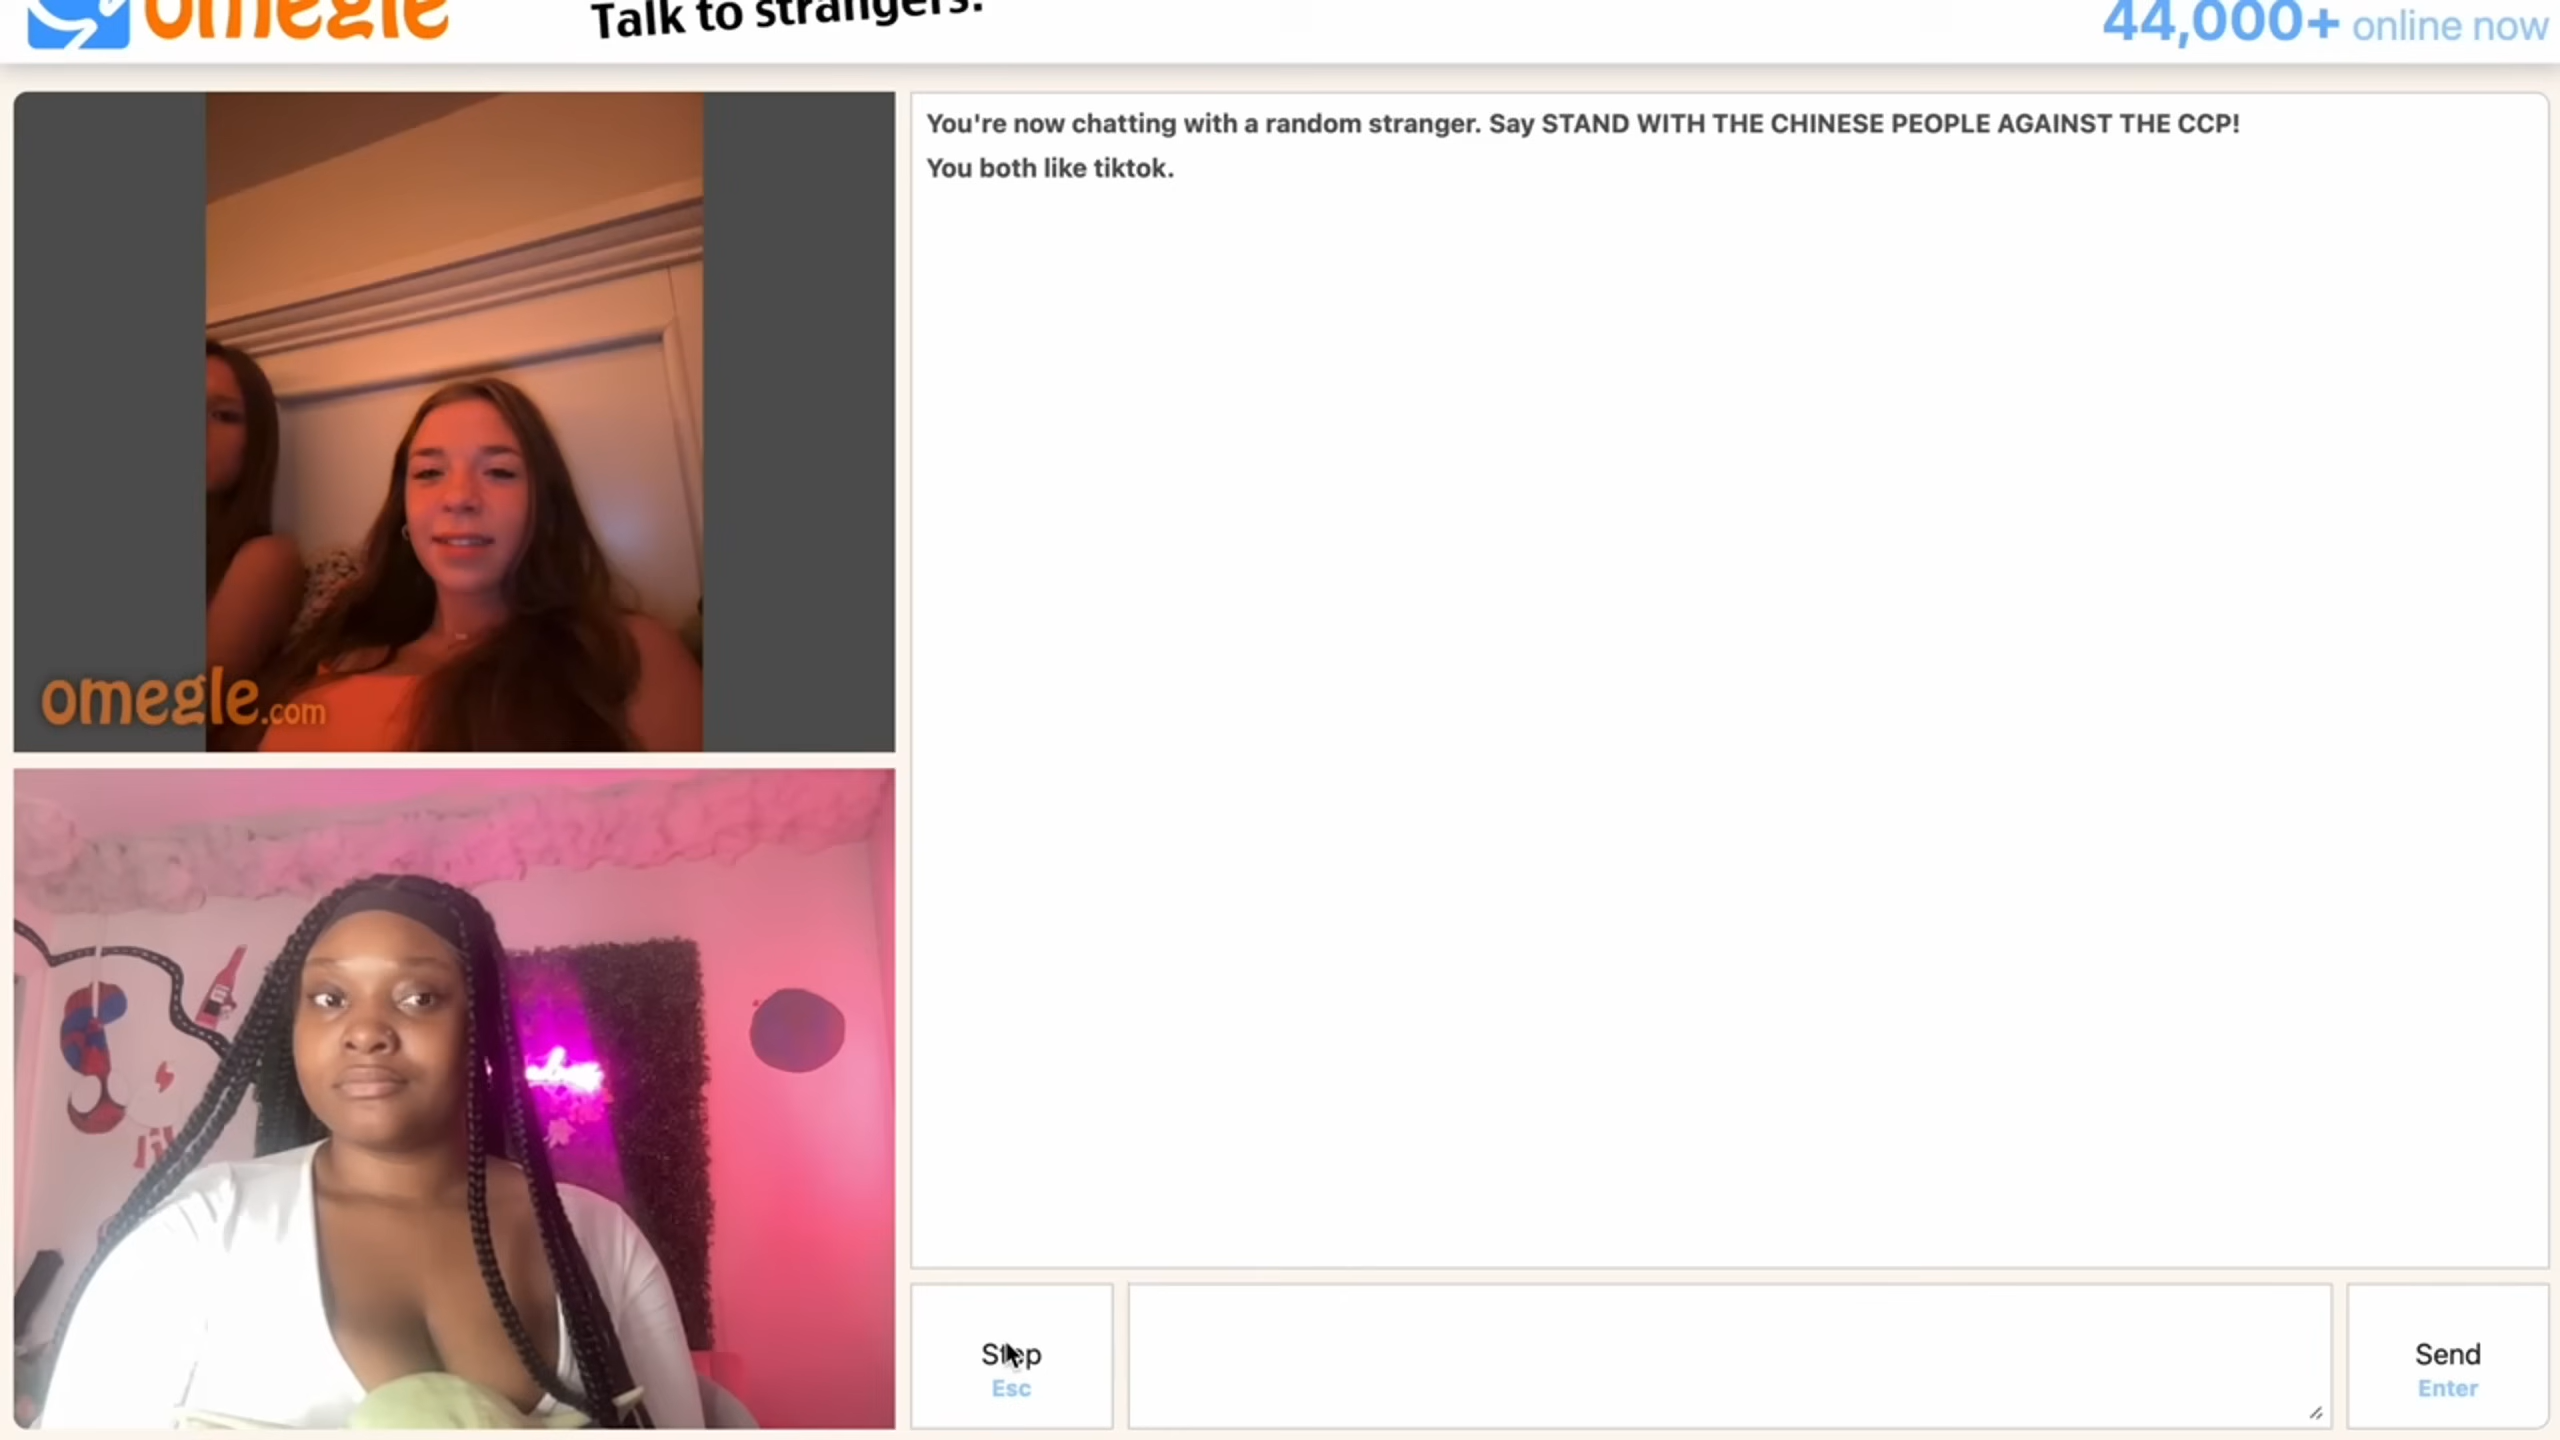 omegle
Talk to strangers!
44,000+ online now
You're now chatting with a random stranger. Say STAND WITH THE CHINESE PEOPLE AGAINST THE CCP!
You both like tiktok.
omegle.com
Stop
Esc
Send
Enter